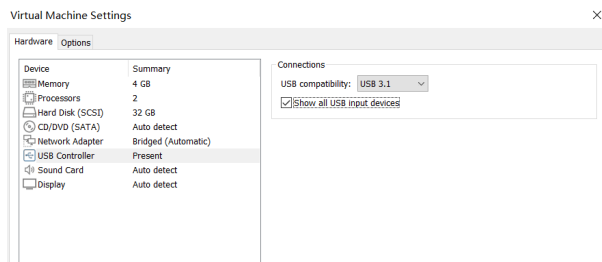 Virtual Machine Settings
Hardware Options
Device Summary
Memory 4 GB
Processors 2
Hard Disk (SCSI) 32 GB
CD/DVD (SATA) Auto detect
Network Adapter Bridged (Automatic)
USB Controller Present
Sound Card Auto detect
Display Auto detect
Connections
USB compatibility: USB 3.1
Show all USB input devices